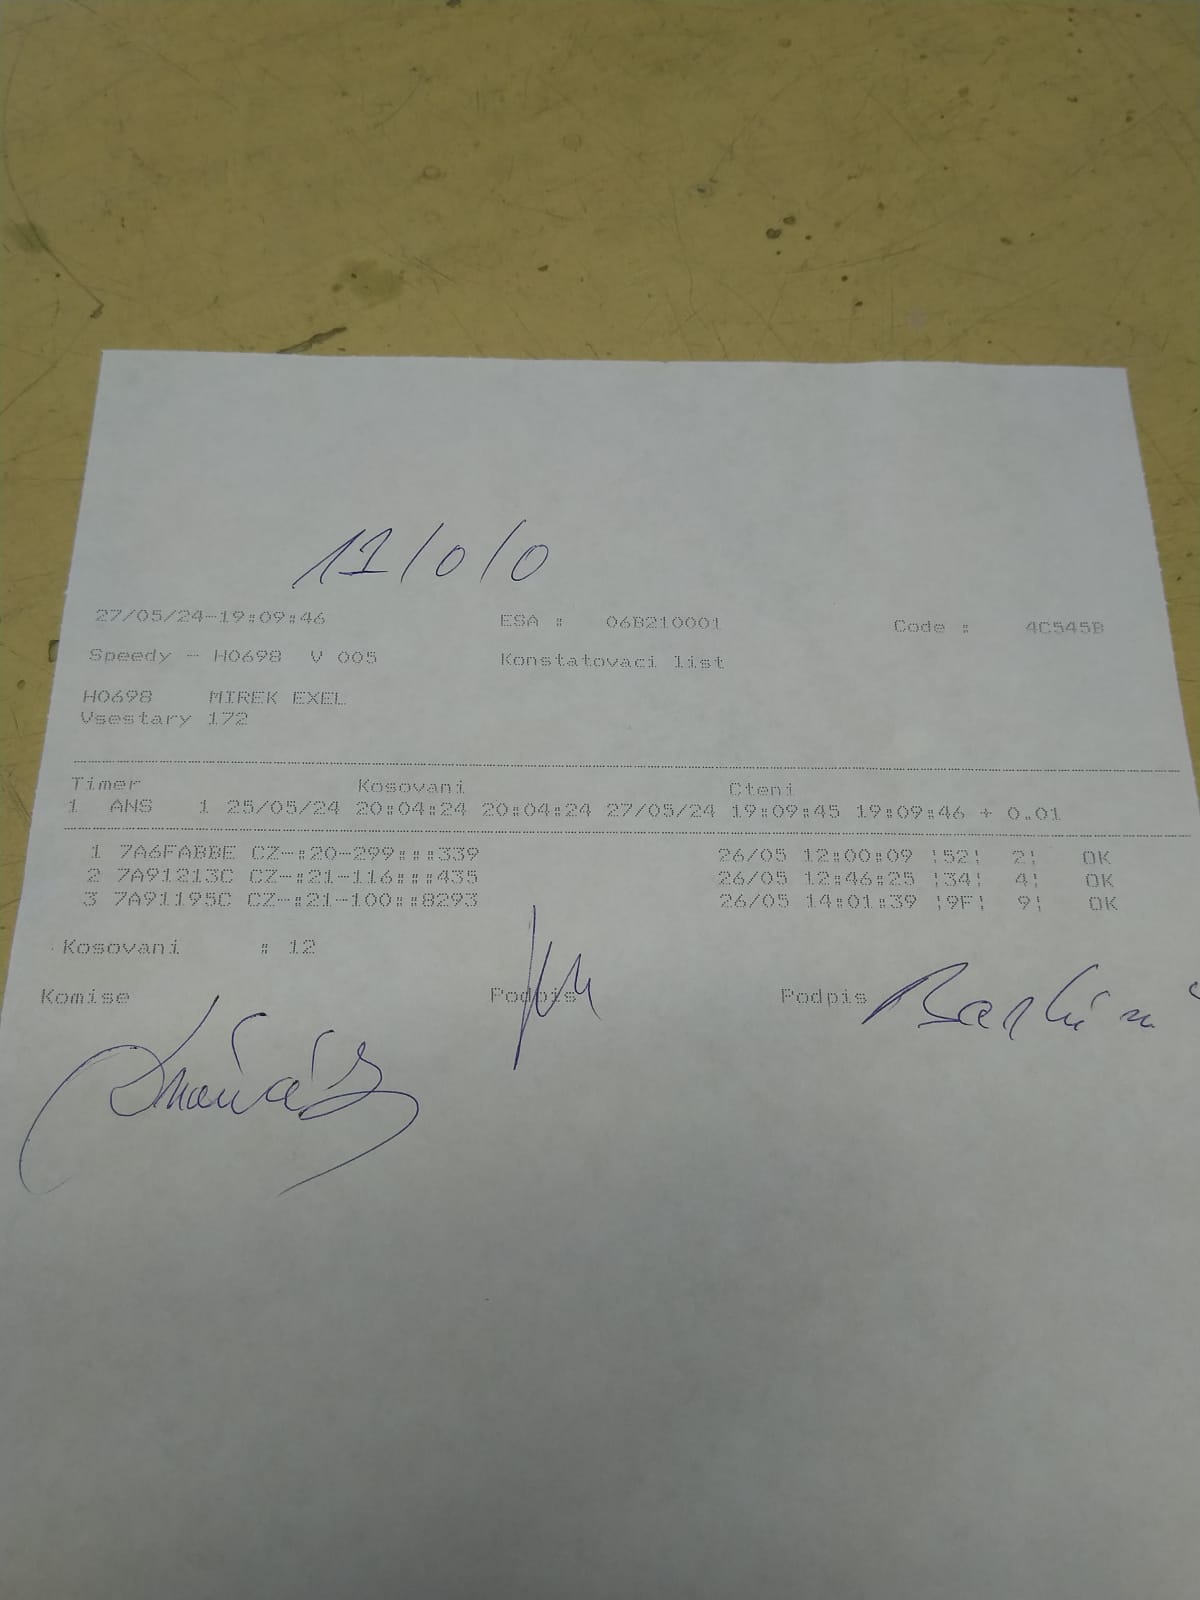 11/0/0
27/05/24-19:09:46 ESA : 06B210001 Code : 4C545B
Speedy - H0698 V 005 Konstatovaci list
H0698 MIREK EXEL
Vsestary 172
Timer Kosovani Cteni
1 ANS 1 25/05/24 20:04:24 20:04:24 27/05/24 19:09:45 19:09:46 + 0.01
1 7A6FABBE CZ-:20-299:::339 26/05 12:00:09 ¦52¦ 2¦ OK
2 7A91213C CZ-:21-116:::435 26/05 12:46:25 ¦34¦ 4¦ OK
3 7A91195C CZ-:21-100::8293 26/05 14:01:39 ¦9F¦ 9¦ OK
Kosovani : 12
Komise Podpis Podpis